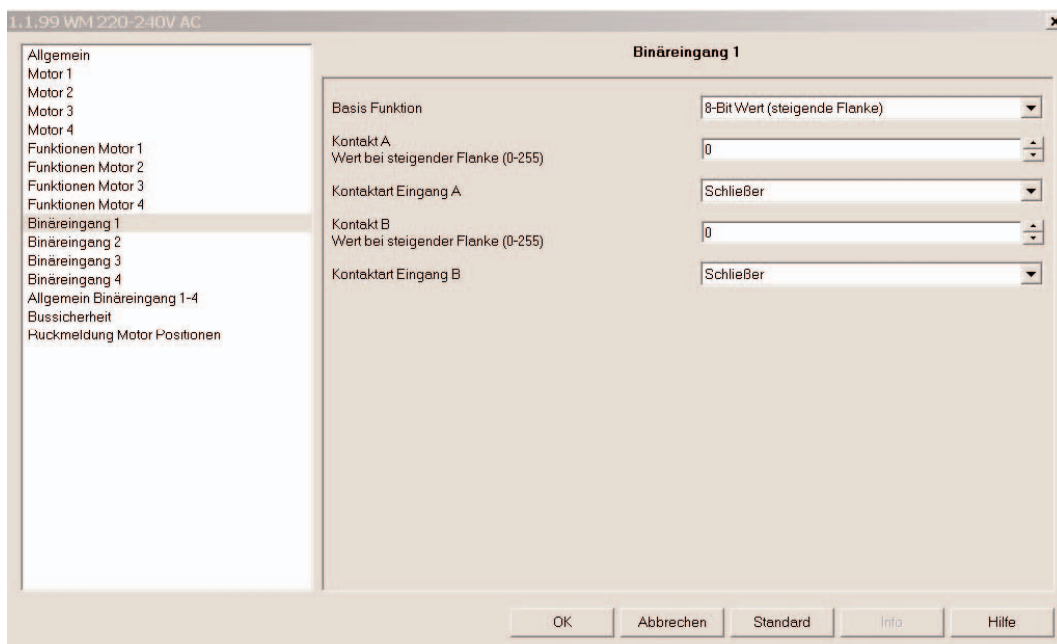 1.1.99 WM 220-240V AC
Allgemein
Motor 1
Motor 2
Motor 3
Motor 4
Funktionen Motor 1
Funktionen Motor 2
Funktionen Motor 3
Funktionen Motor 4
Binäreingang 1
Binäreingang 2
Binäreingang 3
Binäreingang 4
Allgemein Binäreingang 1-4
Bussicherheit
Rückmeldung Motor Positionen
Binäreingang 1
Basis Funktion
8-Bit Wert (steigende Flanke)
Kontakt A
Wert bei steigender Flanke (0-255)
0
Kontaktart Eingang A
Schließer
Kontakt B
Wert bei steigender Flanke (0-255)
0
Kontaktart Eingang B
Schließer
OK
Abbrechen
Standard
Info
Hilfe